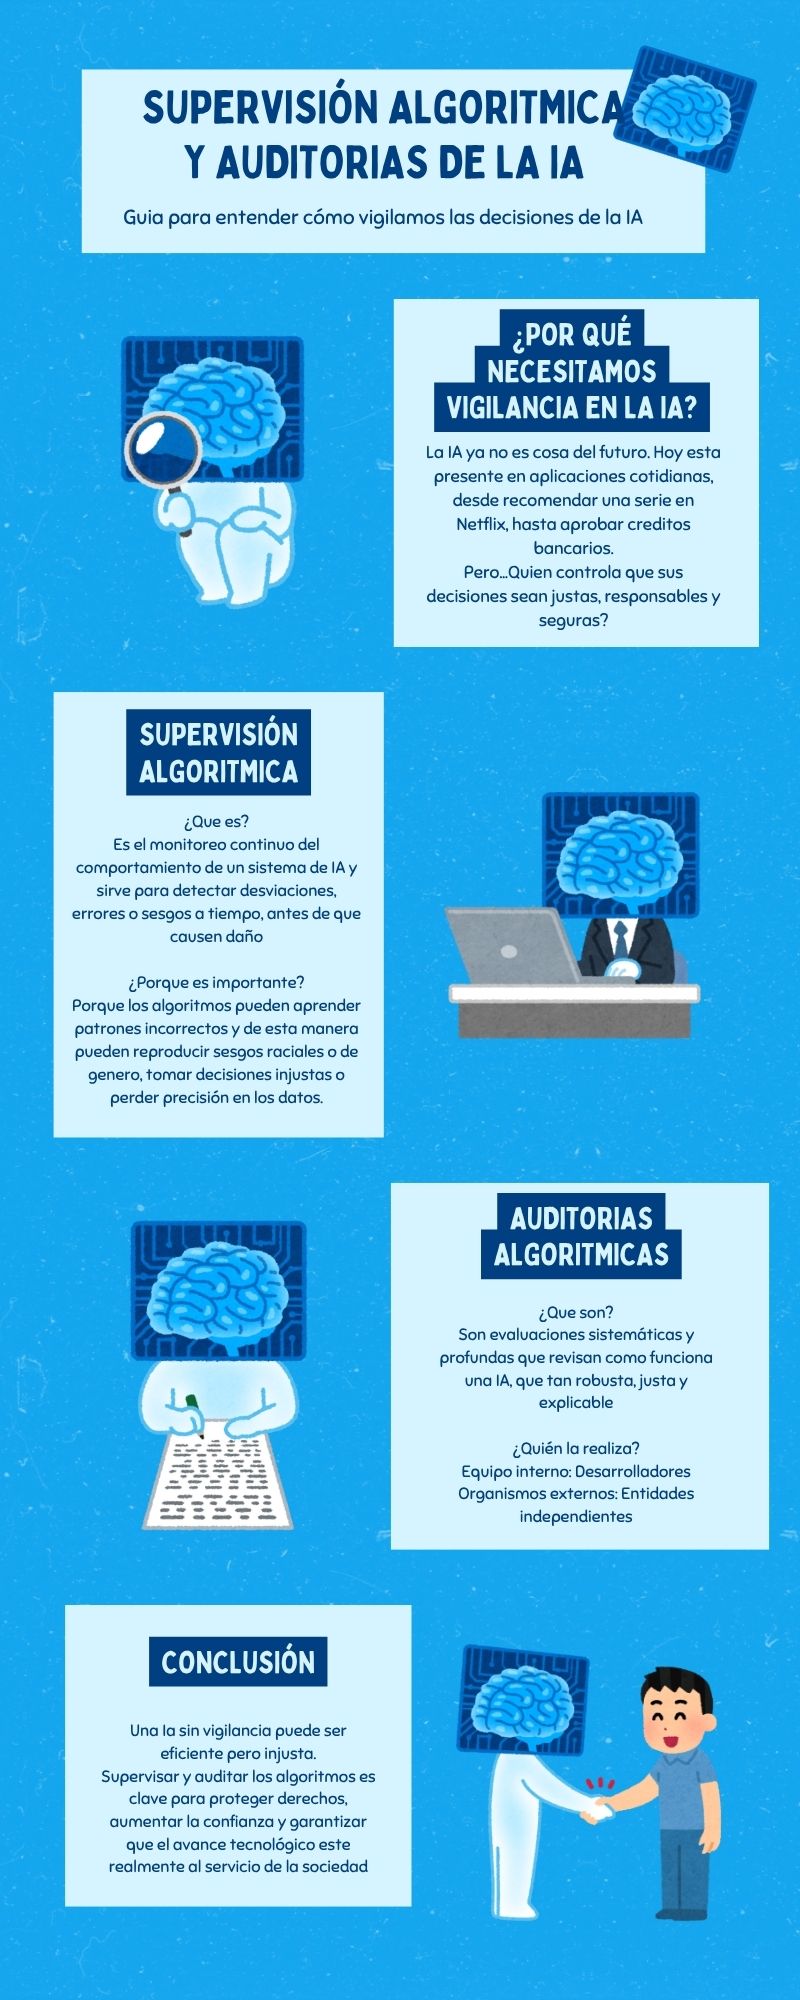 SUPERVISIÓN ALGORITMICA
Y AUDITORIAS DE LA IA
Guia para entender cómo vigilamos las decisiones de la IA
¿POR QUÉ
NECESITAMOS
VIGILANCIA EN LA IA?
La IA ya no es cosa del futuro. Hoy esta
presente en aplicaciones cotidianas,
desde recomendar una serie en
Netflix, hasta aprobar creditos
bancarios.
Pero...Quien controla que sus
decisiones sean justas, responsables y
seguras?
SUPERVISIÓN
ALGORITMICA
¿Que es?
Es el monitoreo continuo del
comportamiento de un sistema de IA y
sirve para detectar desviaciones,
errores o sesgos a tiempo, antes de que
causen daño
¿Porque es importante?
Porque los algoritmos pueden aprender
patrones incorrectos y de esta manera
pueden reproducir sesgos raciales o de
genero, tomar decisiones injustas o
perder precisión en los datos.
AUDITORIAS
ALGORITMICAS
¿Que son?
Son evaluaciones sistemáticas y
profundas que revisan como funciona
una IA, que tan robusta, justa y
explicable
¿Quién la realiza?
Equipo interno: Desarrolladores
Organismos externos: Entidades
independientes
CONCLUSIÓN
Una Ia sin vigilancia puede ser
eficiente pero injusta.
Supervisar y auditar los algoritmos es
clave para proteger derechos,
aumentar la confianza y garantizar
que el avance tecnológico este
realmente al servicio de la sociedad